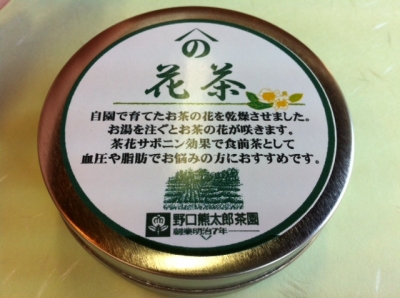 の
花茶
自園で育てたお茶の花を乾燥させました。
お湯を注ぐとお茶の花が咲きます。
茶花サポニン効果で食前茶として
血圧や脂肪でお悩みの方におすすめです。
野口熊太郎茶園
創業明治7年